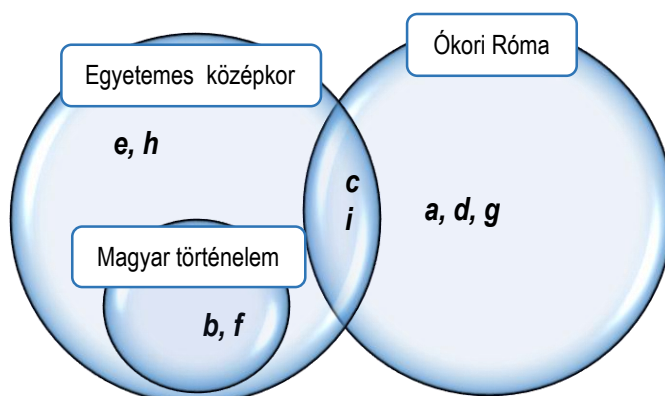 Ókori Róma
Egyetemes középkor
e, h
c
i
a, d, g
Magyar történelem
b, f